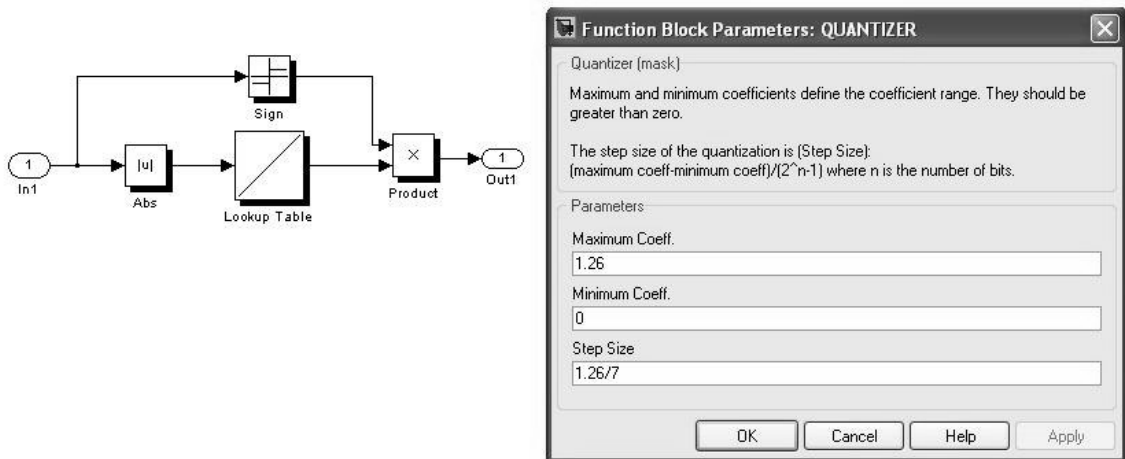 Sign
1
In1
|u|
Abs
Lookup Table
×
Product
1
Out1
Function Block Parameters: QUANTIZER
Quantizer (mask)
Maximum and minimum coefficients define the coefficient range. They should be
greater than zero.
The step size of the quantization is (Step Size):
(maximum coeff-minimum coeff)/(2^n-1) where n is the number of bits.
Parameters
Maximum Coeff.
1.26
Minimum Coeff.
0
Step Size
1.26/7
OK
Cancel
Help
Apply